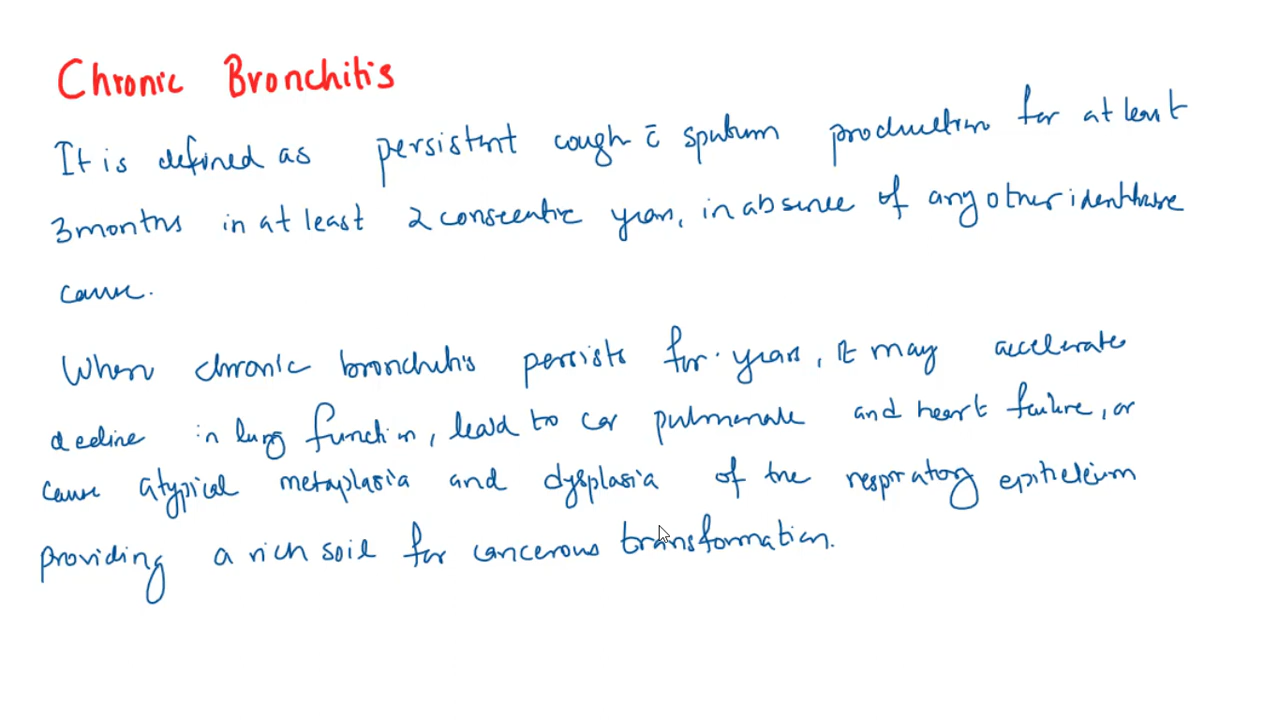 Chronic Bronchitis
It is defined as persistent cough c̄ sputum production for at least
3 months in at least 2 consecutive years, in absence of any other identifiable
cause.
When chronic bronchitis persists for years, it may accelerate
decline in lung function, lead to cor pulmonale and heart failure, or
cause atypical metaplasia and dysplasia of the respiratory epithelium
providing a rich soil for cancerous transformation.